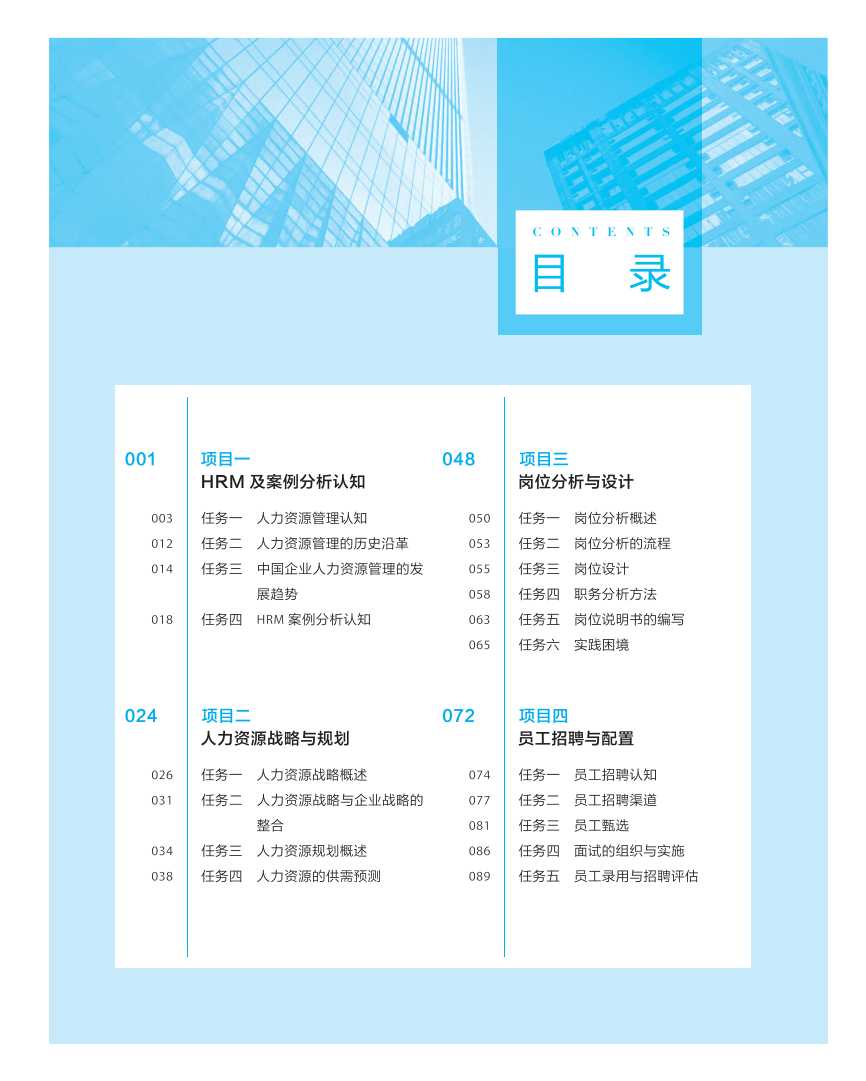 CONTENTS
目 录
001 项目一
HRM 及案例分析认知
003 任务一 人力资源管理认知
012 任务二 人力资源管理的历史沿革
014 任务三 中国企业人力资源管理的发
展趋势
018 任务四 HRM 案例分析认知
024 项目二
人力资源战略与规划
026 任务一 人力资源战略概述
031 任务二 人力资源战略与企业战略的
整合
034 任务三 人力资源规划概述
038 任务四 人力资源的供需预测
048 项目三
岗位分析与设计
050 任务一 岗位分析概述
053 任务二 岗位分析的流程
055 任务三 岗位设计
058 任务四 职务分析方法
063 任务五 岗位说明书的编写
065 任务六 实践困境
072 项目四
员工招聘与配置
074 任务一 员工招聘认知
077 任务二 员工招聘渠道
081 任务三 员工甄选
086 任务四 面试的组织与实施
089 任务五 员工录用与招聘评估